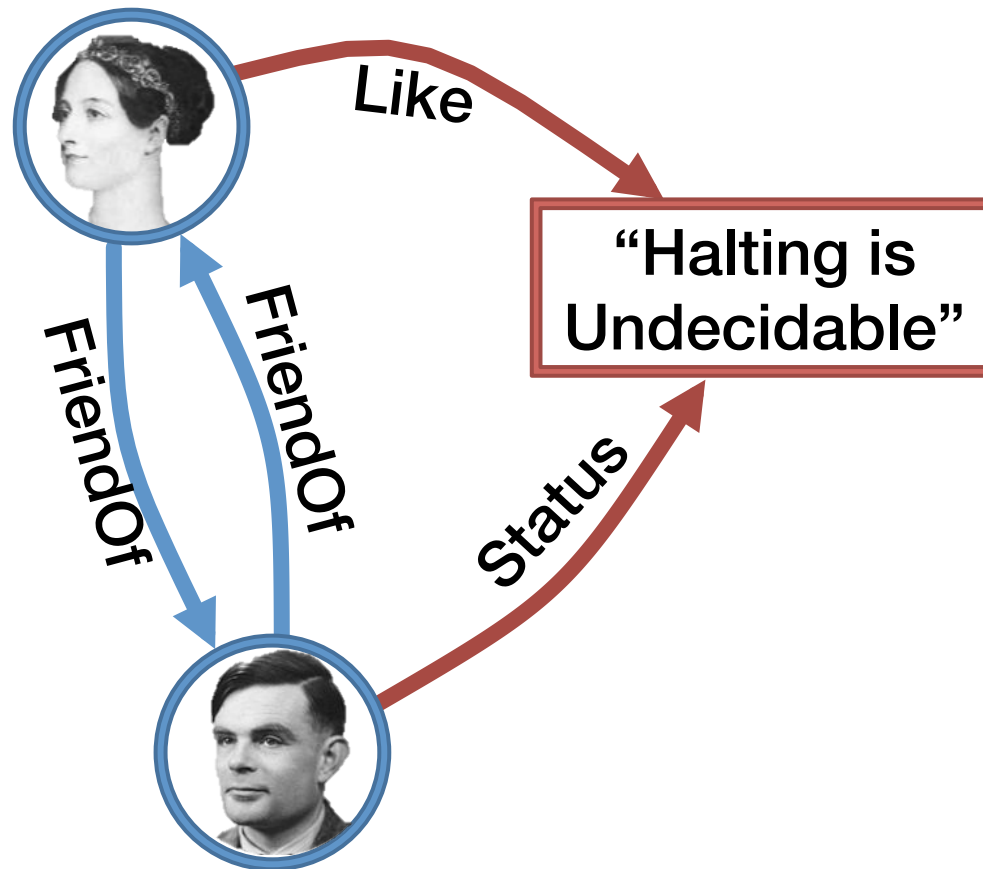 Like
“Halting is
Undecidable”
FriendOf
FriendOf
Status